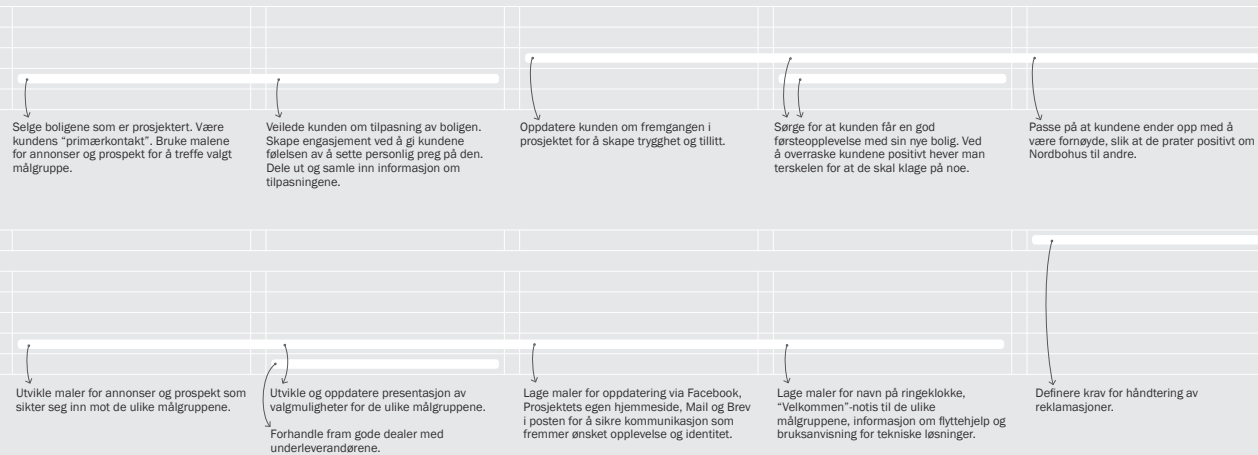 Selge boligene som er prosjektert. Være
kundens “primærkontakt”. Bruke malene
for annonser og prospekt for å treffe valgt
målgruppe.
Veilede kunden om tilpasning av boligen.
Skape engasjement ved å gi kundene
følelsen av å sette personlig preg på den.
Dele ut og samle inn informasjon om
tilpasningene.
Oppdatere kunden om fremgangen i
prosjektet for å skape trygghet og tillitt.
Sørge for at kunden får en god
førsteopplevelse med sin nye bolig. Ved
å overraske kundene positivt hever man
terskelen for at de skal klage på noe.
Passe på at kundene ender opp med å
være fornøyde, slik at de prater positivt om
Nordbohus til andre.
Utvikle maler for annonser og prospekt som
sikter seg inn mot de ulike målgruppene.
Utvikle og oppdatere presentasjon av
valgmuligheter for de ulike målgruppene.
Forhandle fram gode dealer med
underleverandørene.
Lage maler for oppdatering via Facebook,
Prosjektets egen hjemmeside, Mail og Brev
i posten for å sikre kommunikasjon som
fremmer ønsket opplevelse og identitet.
Lage maler for navn på ringeklokke,
“Velkommen”-notis til de ulike
målgruppene, informasjon om flyttehjelp og
bruksanvisning for tekniske løsninger.
Definere krav for håndtering av
reklamasjoner.